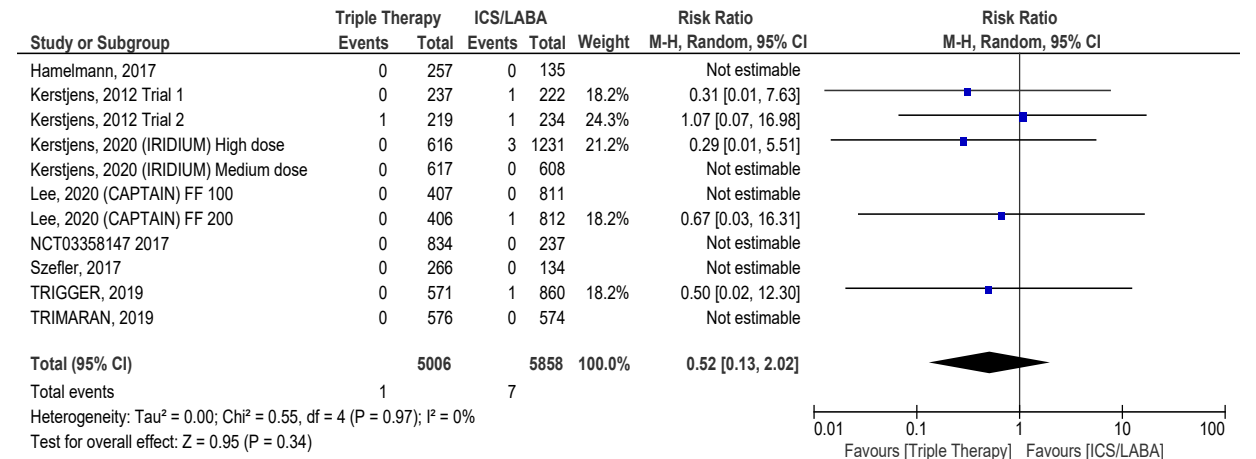 Triple Therapy ICS/LABA Risk Ratio Risk Ratio
Study or Subgroup Events Total Events Total Weight M-H, Random, 95% CI M-H, Random, 95% CI
Hamelmann, 2017 0 257 0 135 Not estimable
Kerstjens, 2012 Trial 1 0 237 1 222 18.2% 0.31 [0.01, 7.63]
Kerstjens, 2012 Trial 2 1 219 1 234 24.3% 1.07 [0.07, 16.98]
Kerstjens, 2020 (IRIDIUM) High dose 0 616 3 1231 21.2% 0.29 [0.01, 5.51]
Kerstjens, 2020 (IRIDIUM) Medium dose 0 617 0 608 Not estimable
Lee, 2020 (CAPTAIN) FF 100 0 407 0 811 Not estimable
Lee, 2020 (CAPTAIN) FF 200 0 406 1 812 18.2% 0.67 [0.03, 16.31]
NCT03358147 2017 0 834 0 237 Not estimable
Szefler, 2017 0 266 0 134 Not estimable
TRIGGER, 2019 0 571 1 860 18.2% 0.50 [0.02, 12.30]
TRIMARAN, 2019 0 576 0 574 Not estimable
Total (95% CI) 5006 5858 100.0% 0.52 [0.13, 2.02]
Total events 1 7
Heterogeneity: Tau² = 0.00; Chi² = 0.55, df = 4 (P = 0.97); I² = 0%
Test for overall effect: Z = 0.95 (P = 0.34)
0.01 0.1 1 10 100
Favours [Triple Therapy] Favours [ICS/LABA]